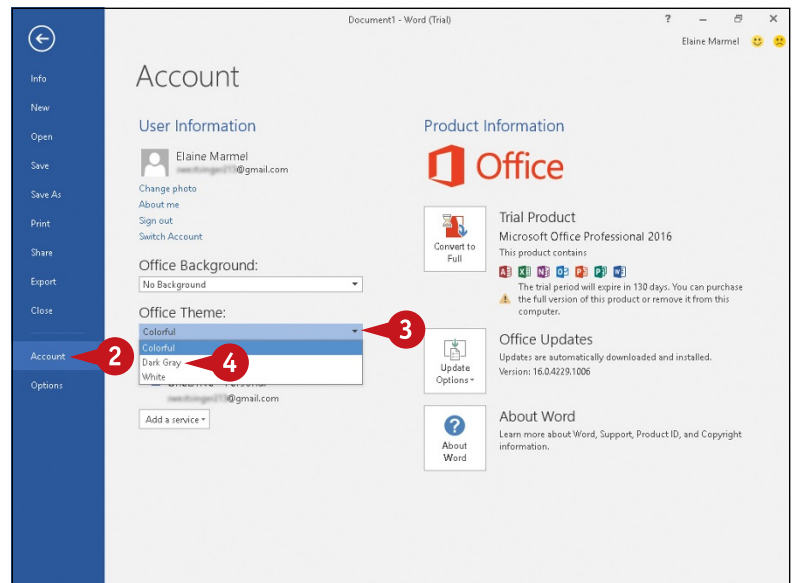 Document1 - Word (Trial)
?
Elaine Marmel
Info
New
Open
Save
Save As
Print
Share
Export
Close
Account
Options
2
Account
User Information
Elaine Marmel
@gmail.com
Change photo
About me
Sign out
Switch Account
Office Background:
No Background
Office Theme:
Colorful
3
Colorful
Dark Gray
4
White
@gmail.com
Add a service
Product Information
Office
Convert to
Full
Trial Product
Microsoft Office Professional 2016
This product contains
The trial period will expire in 130 days. You can purchase
the full version of this product or remove it from this
computer.
Update
Options
Office Updates
Updates are automatically downloaded and installed.
Version: 16.0.4229.1006
?
About
Word
About Word
Learn more about Word, Support, Product ID, and Copyright
information.